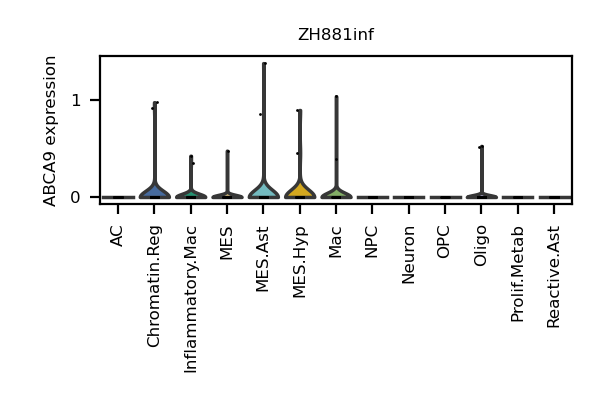 ZH881inf
ABCA9 expression
1
0
AC
Chromatin.Reg
Inflammatory.Mac
MES
MES.Ast
MES.Hyp
Mac
NPC
Neuron
OPC
Oligo
Prolif.Metab
Reactive.Ast